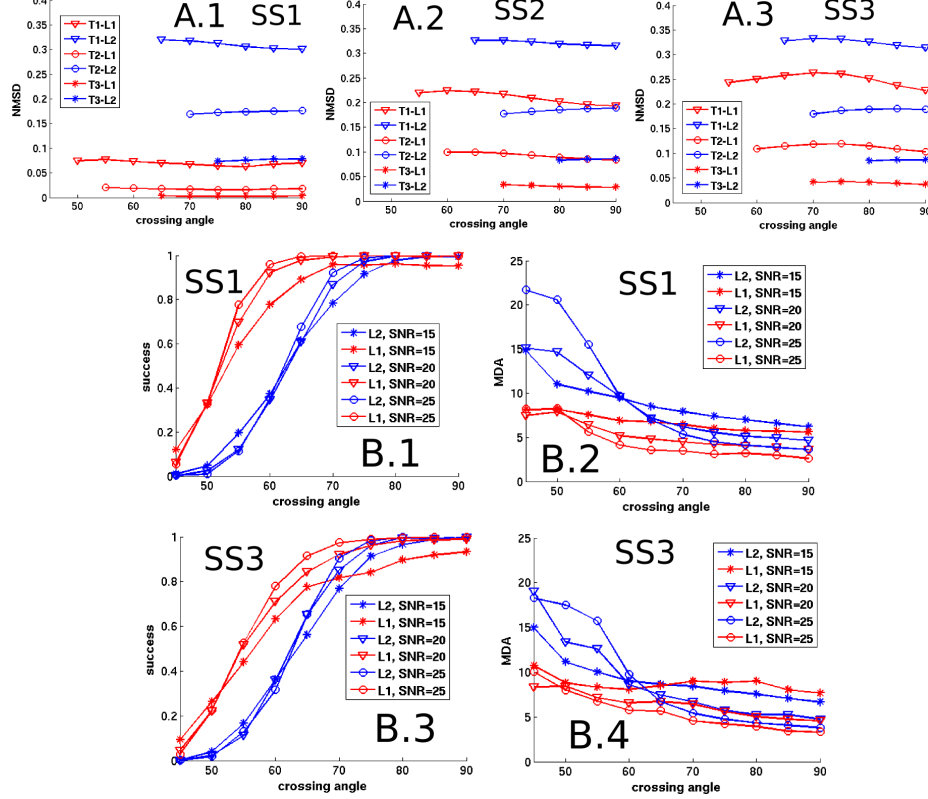 A.1 SS1
0.4
0.35
0.3
0.25
0.2
0.15
0.1
0.05
0
NMSD
T1-L1
T1-L2
T2-L1
T2-L2
T3-L1
T3-L2
50 60 70 80 90
crossing angle
A.2 SS2
0.4
0.35
0.3
0.25
0.2
0.15
0.1
0.05
0
NMSD
T1-L1
T1-L2
T2-L1
T2-L2
T3-L1
T3-L2
50 60 70 80 90
crossing angle
A.3 SS3
0.4
0.35
0.3
0.25
0.2
0.15
0.1
0.05
0
NMSD
T1-L1
T1-L2
T2-L1
T2-L2
T3-L1
T3-L2
50 60 70 80 90
crossing angle
SS1
1
0.8
0.6
0.4
0.2
0
success
L2, SNR=15
L1, SNR=15
L2, SNR=20
L1, SNR=20
L2, SNR=25
L1, SNR=25
B.1
50 60 70 80 90
crossing angle
SS1
25
20
15
10
5
0
MDA
L2, SNR=15
L1, SNR=15
L2, SNR=20
L1, SNR=20
L2, SNR=25
L1, SNR=25
B.2
50 60 70 80 90
crossing angle
SS3
1
0.8
0.6
0.4
0.2
0
success
L2, SNR=15
L1, SNR=15
L2, SNR=20
L1, SNR=20
L2, SNR=25
L1, SNR=25
B.3
50 60 70 80 90
crossing angle
SS3
25
20
15
10
5
0
MDA
L2, SNR=15
L1, SNR=15
L2, SNR=20
L1, SNR=20
L2, SNR=25
L1, SNR=25
B.4
50 60 70 80 90
crossing angle